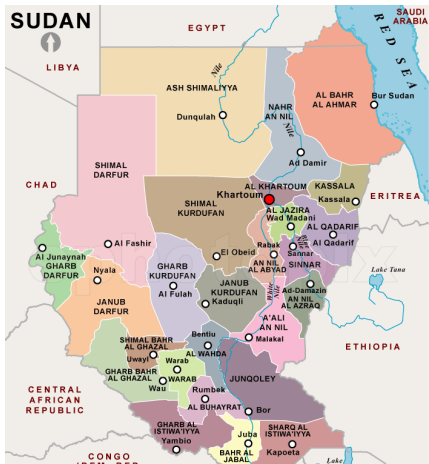 SUDAN
EGYPT
SAUDI
ARABIA
RED SEA
LIBYA
Nile
ASH SHIMALIYYA
Dunqulah
NAHR
AN NIL
Nile
AL BAHR
AL AHMAR
Bur Sudan
Ad Damir
SHIMAL
DARFUR
CHAD
AL KHARTOUM
Khartoum
KASSALA
Kassala
ERITREA
SHIMAL
KURDUFAN
AL JAZIRA
Wad Madani
AL QADARIF
Al Qadarif
Al Fashir
El Obeid
Rabak
AN NIL
AL ABYAD
Sannar
SINNAR
Al Junaynah
GHARB
DARFUR
Nyala
GHARB
KURDUFAN
Al Fulah
JANUB
KURDUFAN
Kaduqli
White
Nile
Ad-Damazin
AN NIL
AL AZRAQ
Lake Tana
JANUB
DARFUR
A'ALI
AN NIL
Malakal
ETHIOPIA
SHIMAL BAHR
AL GHAZAL
Uwayl
Bentiu
AL WAHDA
Warab
WARAB
GHARB BAHR
AL GHAZAL
Wau
JUNQOLEY
CENTRAL
AFRICAN
REPUBLIC
Rumbek
AL BUHAYRAT
Bor
GHARB AL
ISTIWA'IYYA
Yambio
Juba
BAHR AL
JABAL
SHARQ AL
ISTIWA'IYYA
Kapoeta
CONGO
Lake